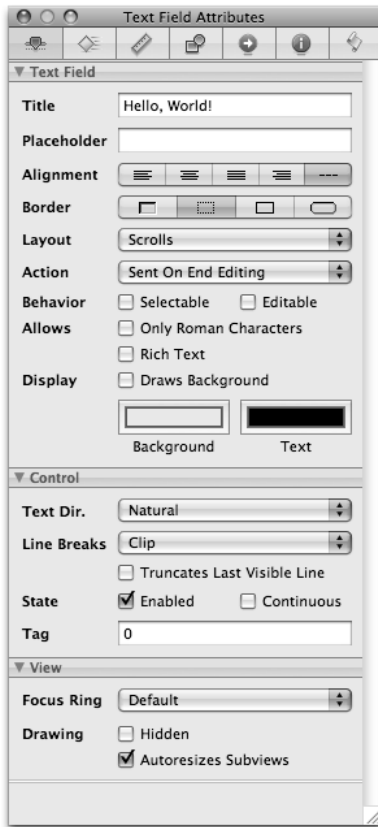 Text Field Attributes
Text Field
Title Hello, World!
Placeholder
Alignment
Border
Layout Scrolls
Action Sent On End Editing
Behavior Selectable Editable
Allows Only Roman Characters
Rich Text
Display Draws Background
Background Text
Control
Text Dir. Natural
Line Breaks Clip
Truncates Last Visible Line
State Enabled Continuous
Tag 0
View
Focus Ring Default
Drawing Hidden
Autoresizes Subviews